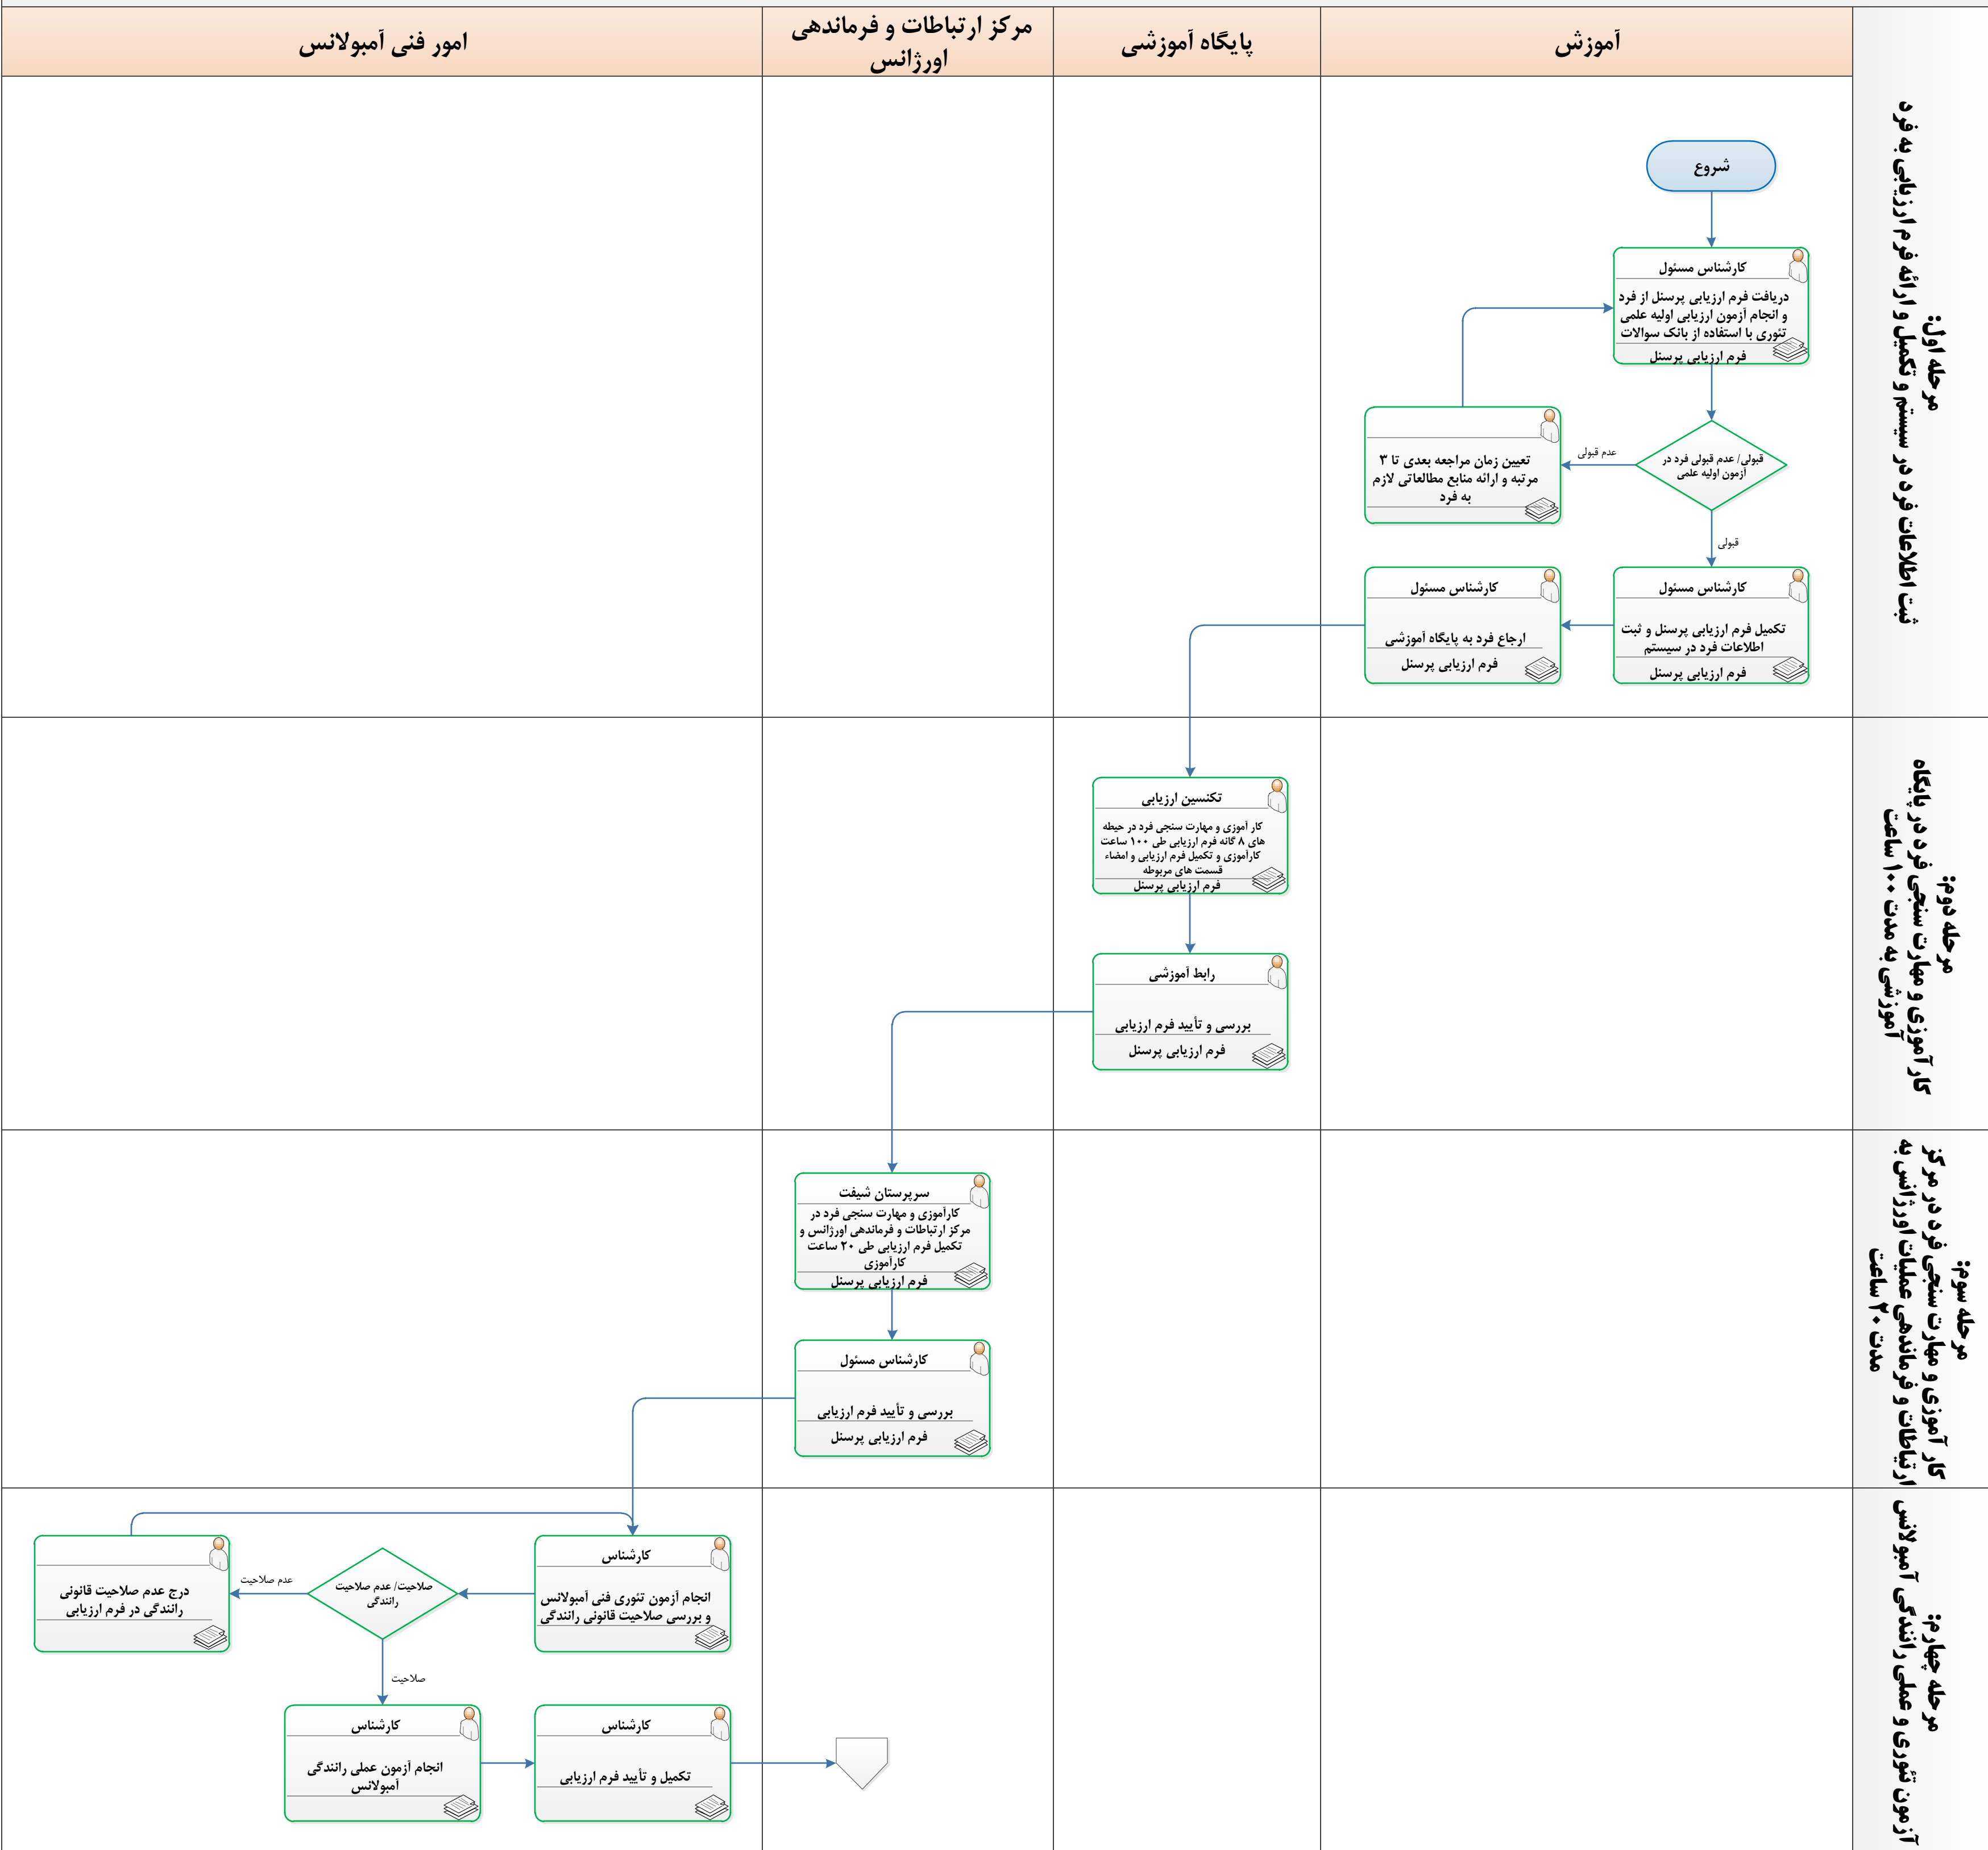 آموزش
پایگاه آموزشی
مرکز ارتباطات و فرماندهی
اورژانس
امور فنی آمبولانس
مرحله اول:
ثبت اطلاعات فرد در سیستم و تکمیل و ارائه فرم ارزیابی به فرد
شروع
کارشناس مسئول
دریافت فرم ارزیابی پرسنل از فرد
و انجام آزمون ارزیابی اولیه علمی
تئوری با استفاده از بانک سوالات
فرم ارزیابی پرسنل
قبولی/ عدم قبولی فرد در
آزمون اولیه علمی
عدم قبولی
تعیین زمان مراجعه بعدی تا ۳
مرتبه و ارائه منابع مطالعاتی لازم
به فرد
قبولی
کارشناس مسئول
تکمیل فرم ارزیابی پرسنل و ثبت
اطلاعات فرد در سیستم
فرم ارزیابی پرسنل
کارشناس مسئول
ارجاع فرد به پایگاه آموزشی
فرم ارزیابی پرسنل
مرحله دوم:
کار آموزی و مهارت سنجی فرد در پایگاه
آموزشی به مدت ۱۰۰ ساعت
تکنسین ارزیابی
کار آموزی و مهارت سنجی فرد در حیطه
های ۸ گانه فرم ارزیابی طی ۱۰۰ ساعت
کارآموزی و تکمیل فرم ارزیابی و امضاء
قسمت های مربوطه
فرم ارزیابی پرسنل
رابط آموزشی
بررسی و تأیید فرم ارزیابی
فرم ارزیابی پرسنل
مرحله سوم:
کار آموزی و مهارت سنجی فرد در مرکز
ارتباطات و فرماندهی عملیات اورژانس به
مدت ۲۰ ساعت
سرپرستان شیفت
کارآموزی و مهارت سنجی فرد در
مرکز ارتباطات و فرماندهی اورژانس و
تکمیل فرم ارزیابی طی ۲۰ ساعت
کارآموزی
فرم ارزیابی پرسنل
کارشناس مسئول
بررسی و تأیید فرم ارزیابی
فرم ارزیابی پرسنل
مرحله چهارم:
آزمون تئوری و عملی رانندگی آمبولانس
کارشناس
انجام آزمون تئوری فنی آمبولانس
و بررسی صلاحیت قانونی رانندگی
صلاحیت/ عدم صلاحیت
رانندگی
عدم صلاحیت
درج عدم صلاحیت قانونی
رانندگی در فرم ارزیابی
صلاحیت
کارشناس
انجام آزمون عملی رانندگی
آمبولانس
کارشناس
تکمیل و تأیید فرم ارزیابی